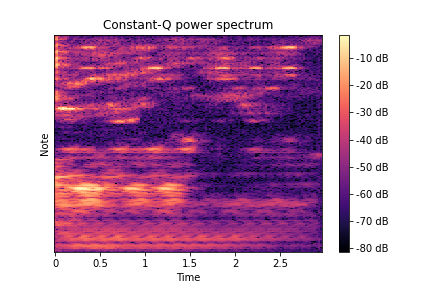 Constant-Q power spectrum
Note
-10 dB
-20 dB
-30 dB
-40 dB
-50 dB
-60 dB
-70 dB
-80 dB
0
0.5
1
1.5
2
2.5
Time